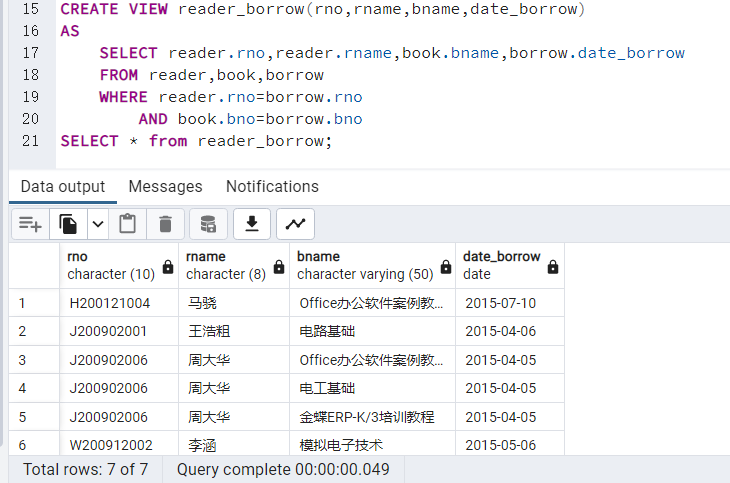 15 CREATE VIEW reader_borrow(rno,rname,bname,date_borrow)
16 AS
17 SELECT reader.rno,reader.rname,book.bname,borrow.date_borrow
18 FROM reader,book,borrow
19 WHERE reader.rno=borrow.rno
20 AND book.bno=borrow.bno
21 SELECT * from reader_borrow;
Data output Messages Notifications
rno rname bname date_borrow
character (10) character (8) character varying (50) date
1 H200121004 马骁 Office办公软件案例教... 2015-07-10
2 J200902001 王浩粗 电路基础 2015-04-06
3 J200902006 周大华 Office办公软件案例教... 2015-04-05
4 J200902006 周大华 电工基础 2015-04-05
5 J200902006 周大华 金蝶ERP-K/3培训教程 2015-04-05
6 W200912002 李涵 模拟电子技术 2015-05-06
Total rows: 7 of 7 Query complete 00:00:00.049